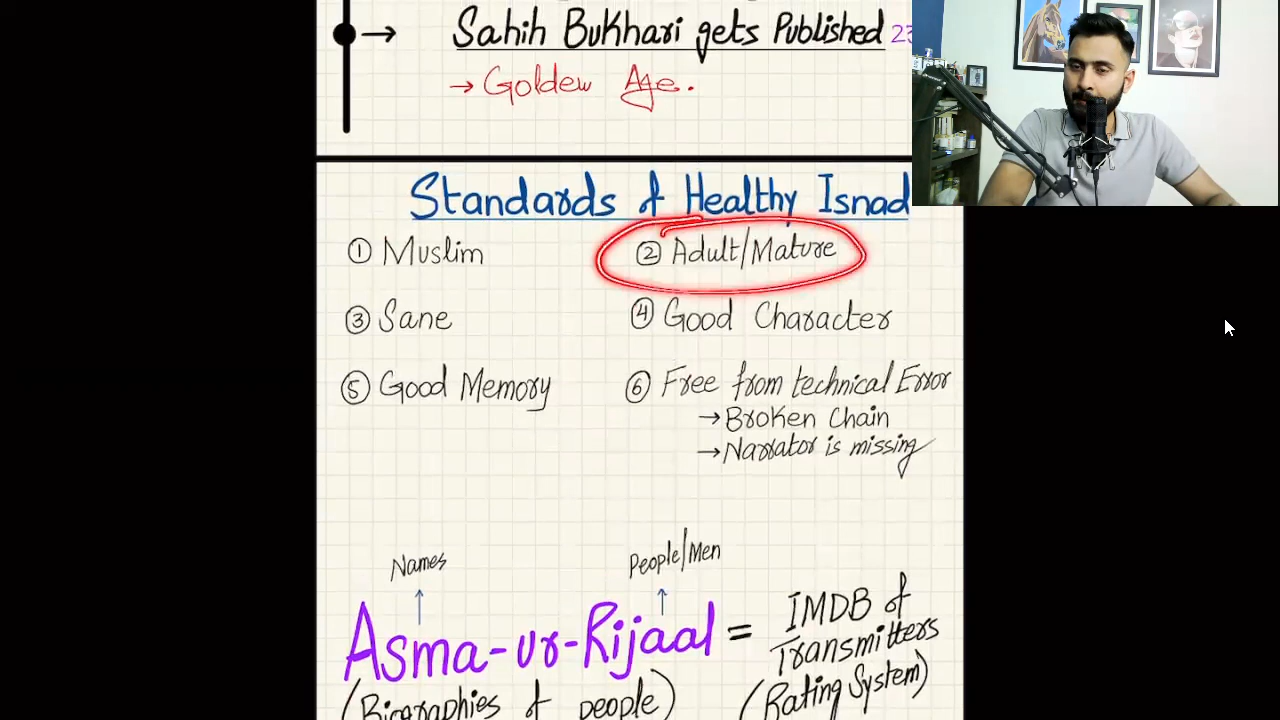 → Sahih Bukhari gets Published 23
→ Golden Age.
Standards of Healthy Isnad
① Muslim
② Adult/Mature
③ Sane
④ Good Character
⑤ Good Memory
⑥ Free from technical Error
→ Broken Chain
→ Narrator is missing
Names
People/Men
Asma-ur-Rijaal = IMDB of Transmitters
(Biographies of people) (Rating System)